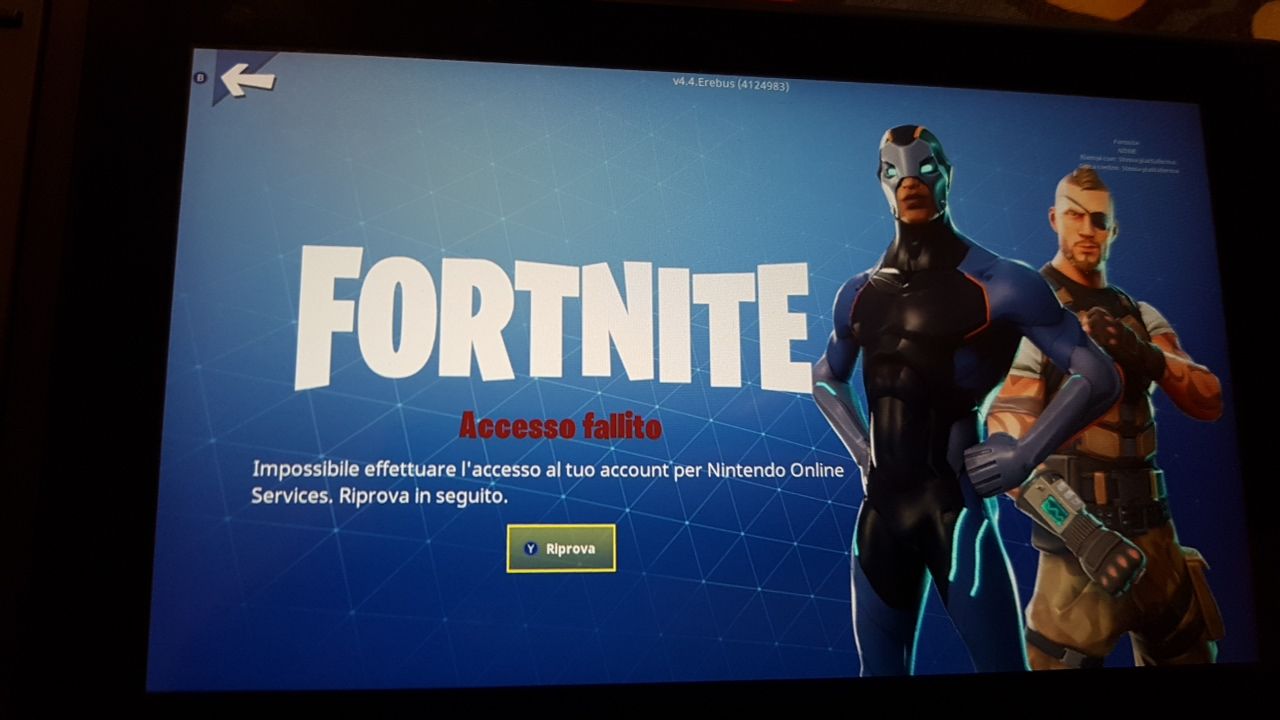 B
v4.4.Erebus (4124983)
Fortnite
FORTNITE
Accesso fallito
Impossibile effettuare l'accesso al tuo account per Nintendo Online
Services. Riprova in seguito.
Y Riprova